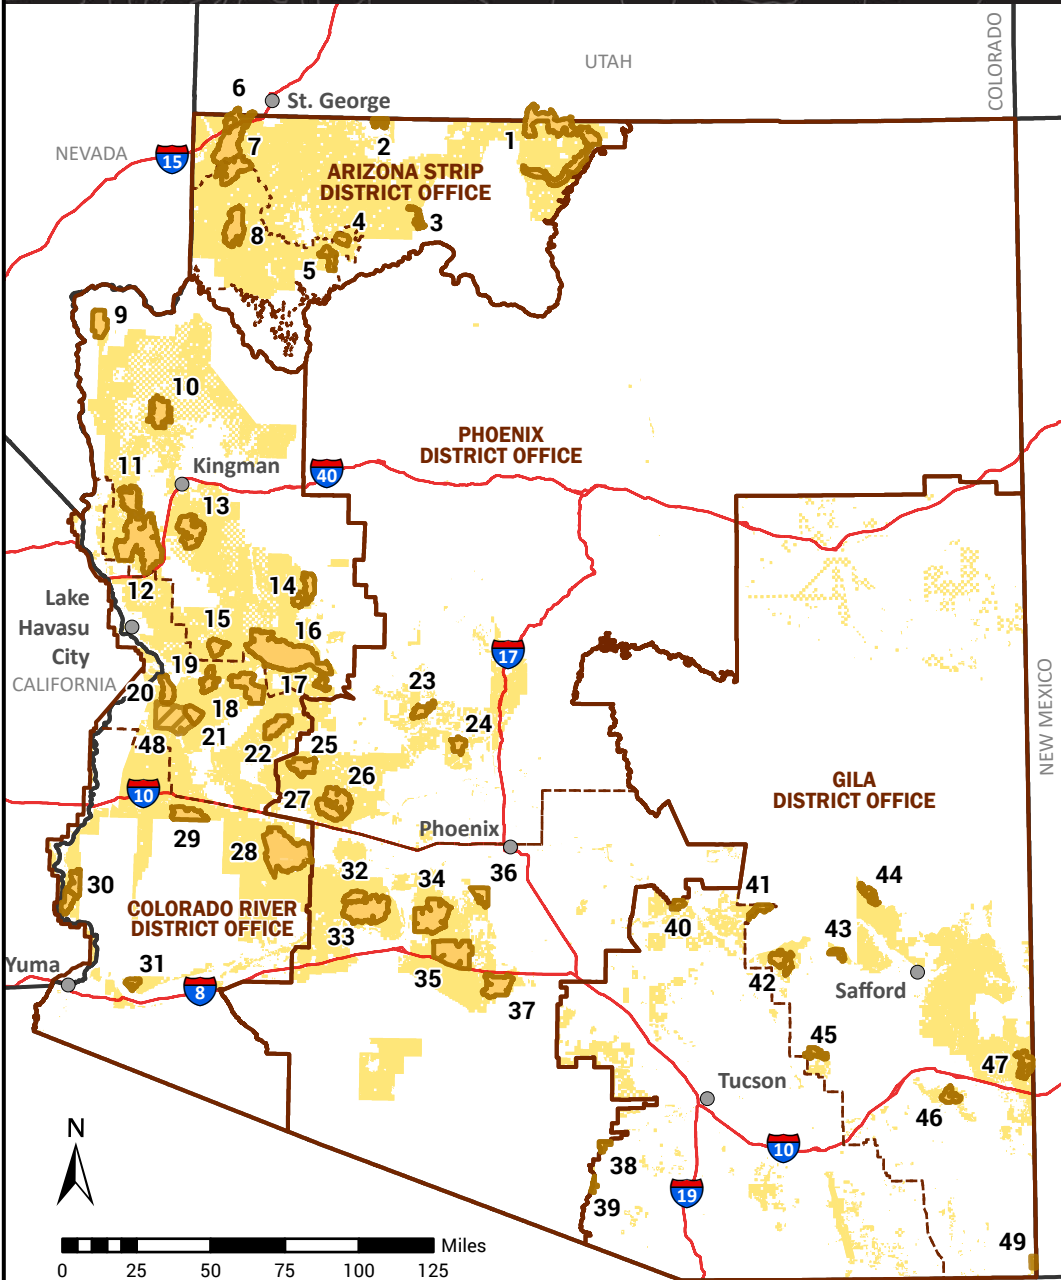 UTAH
COLORADO
6
St. George
1
2
7
NEVADA
15
ARIZONA STRIP
DISTRICT OFFICE
4
3
8
5
9
10
PHOENIX
DISTRICT OFFICE
Kingman
40
11
13
14
12
Lake
Havasu
City
15
16
17
CALIFORNIA
19
20
17
18
23
NEW MEXICO
21
24
48
22
25
26
GILA
DISTRICT OFFICE
10
27
29
Phoenix
28
36
32
34
44
30
41
COLORADO RIVER
DISTRICT OFFICE
40
43
33
Yuma
31
35
42
8
Safford
37
45
47
Tucson
46
N
10
38
19
39
49
Miles
0
25
50
75
100
125